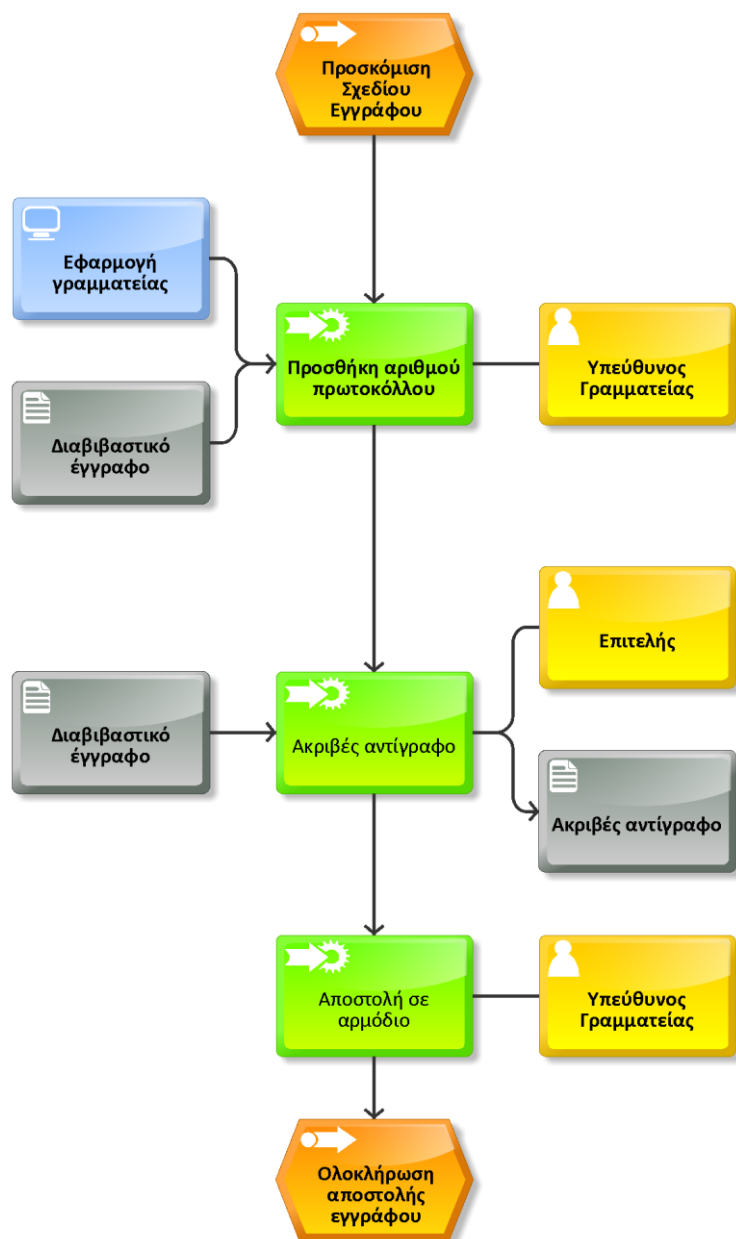 Προσκόμιση
Σχεδίου
Εγγράφου
Εφαρμογή
γραμματείας
Προσθήκη αριθμού
πρωτοκόλλου
Υπεύθυνος
Γραμματείας
Διαβιβαστικό
έγγραφο
Επιτελής
Διαβιβαστικό
έγγραφο
Ακριβές αντίγραφο
Ακριβές αντίγραφο
Αποστολή σε
αρμόδιο
Υπεύθυνος
Γραμματείας
Ολοκλήρωση
αποστολής
εγγράφου